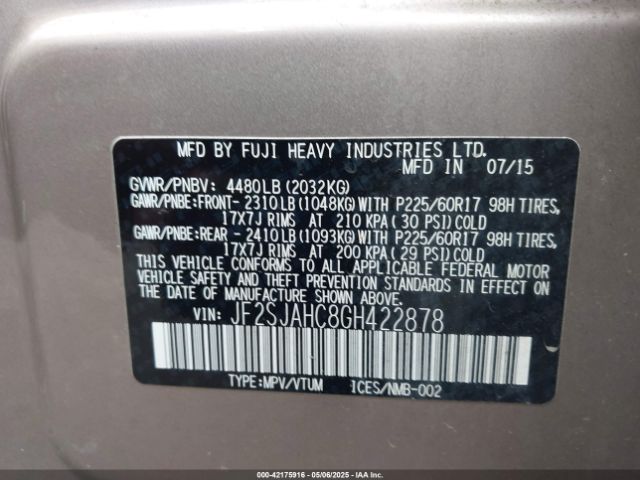 MFD BY FUJI HEAVY INDUSTRIES LTD.
MFD IN 07/15
GVWR/PNBV: 4480LB(2032KG)
GAWR/PNBE:FRONT- 2310LB(1048KG)WITH P225/60R17 98H TIRES,
17X7J RIMS AT 210 KPA(30 PSI)COLD
GAWR/PNBE:REAR - 2410LB(1093KG)WITH P225/60R17 98H TIRES,
17X7J RIMS AT 200 KPA(29 PSI)COLD
THIS VEHICLE CONFORMS TO ALL APPLICABLE FEDERAL MOTOR
VEHICLE SAFETY AND THEFT PREVENTION STANDARDS IN EFFECT
ON THE DATE OF MANUFACTURE SHOWN ABOVE.
VIN: JF2SJAHC8GH422878
TYPE:MPV/VTUM ICES/NMB-002
000-42175916 - 05/06/2025 - IAAI.COM